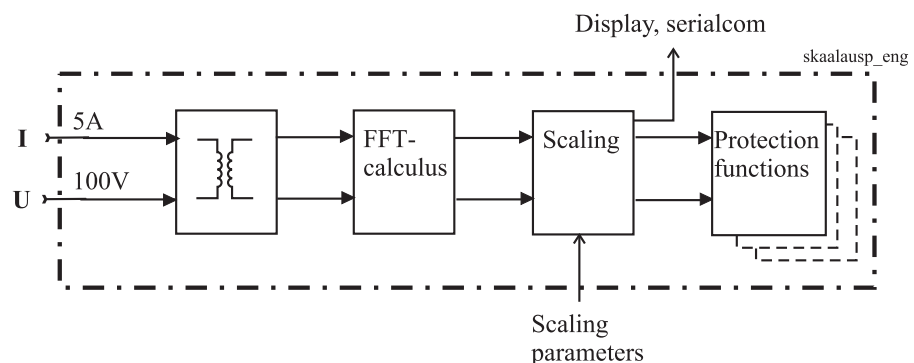 Display, serialcom
skaalausp_eng
I
5A
U
100V
FFT-
calculus
Scaling
Protection
functions
Scaling
parameters